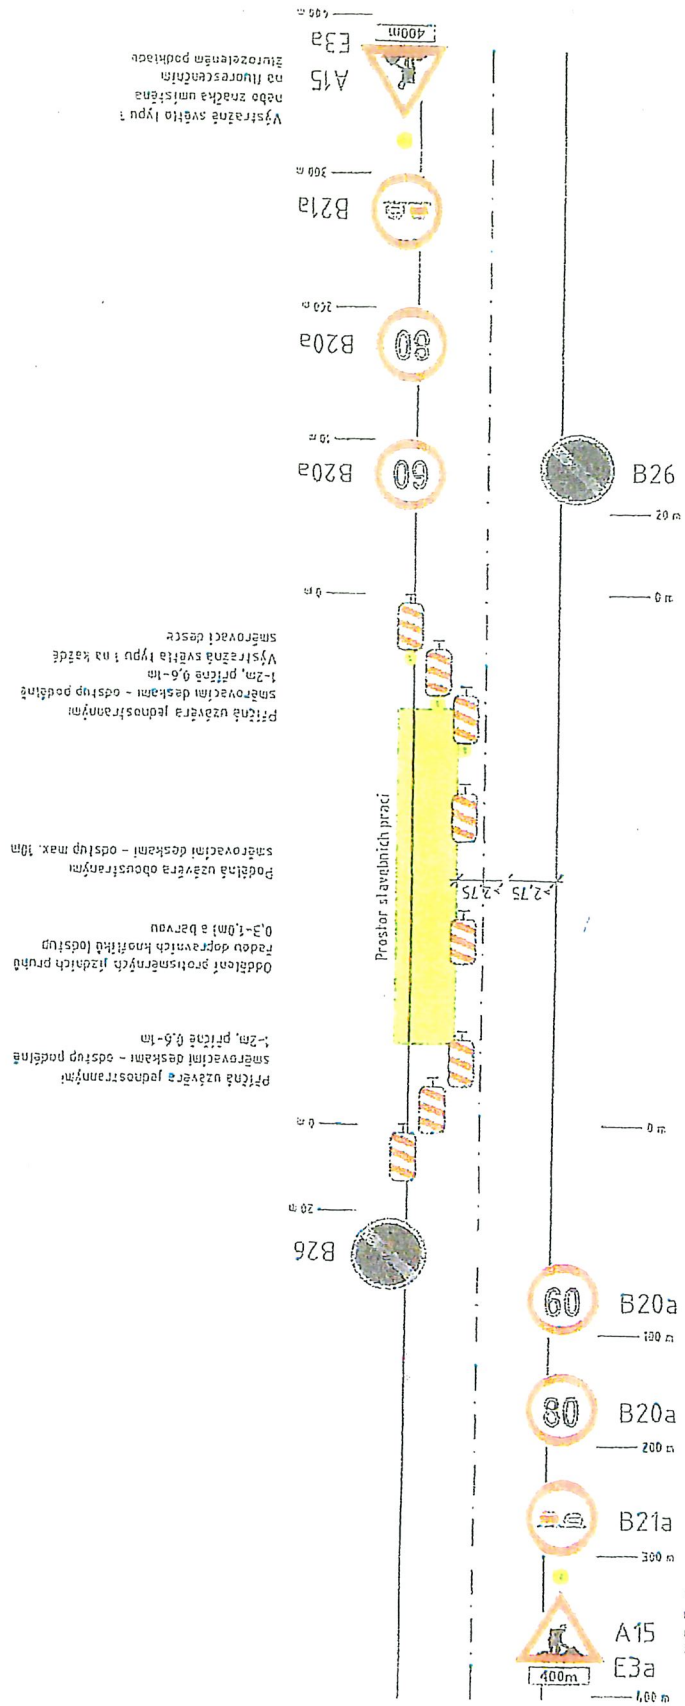 400 m
400m
E3a
A15
Výstražné světlo typu 1
nebo značka umístěna
na fluorescenčním
žlutozeleném podkladu
300 m
B21a
B20a
80
B20a
60
B26
20 m
0 m
0 m
Příčná uzávěra jednostrannými
směrovacími deskami - odstup podélně
1-2m, příčně 0,6-1m
Výstražná světla typu 1 na každé
směrovací desce
Prostor stavebních prací
Podélná uzávěra oboustrannými
směrovacími deskami - odstup max. 10m
>2,75
>2,75
Oddělení protisměrných jízdních pruhů
řadou dopravních knoflíků (odstup
0,3-1,0m) a barvou
Příčná uzávěra jednostrannými
směrovacími deskami - odstup podélně
1-2m, příčně 0,6-1m
0 m
0 m
20 m
B26
60
B20a
100 m
80
B20a
200 m
B21a
300 m
A15
E3a
400m
400 m